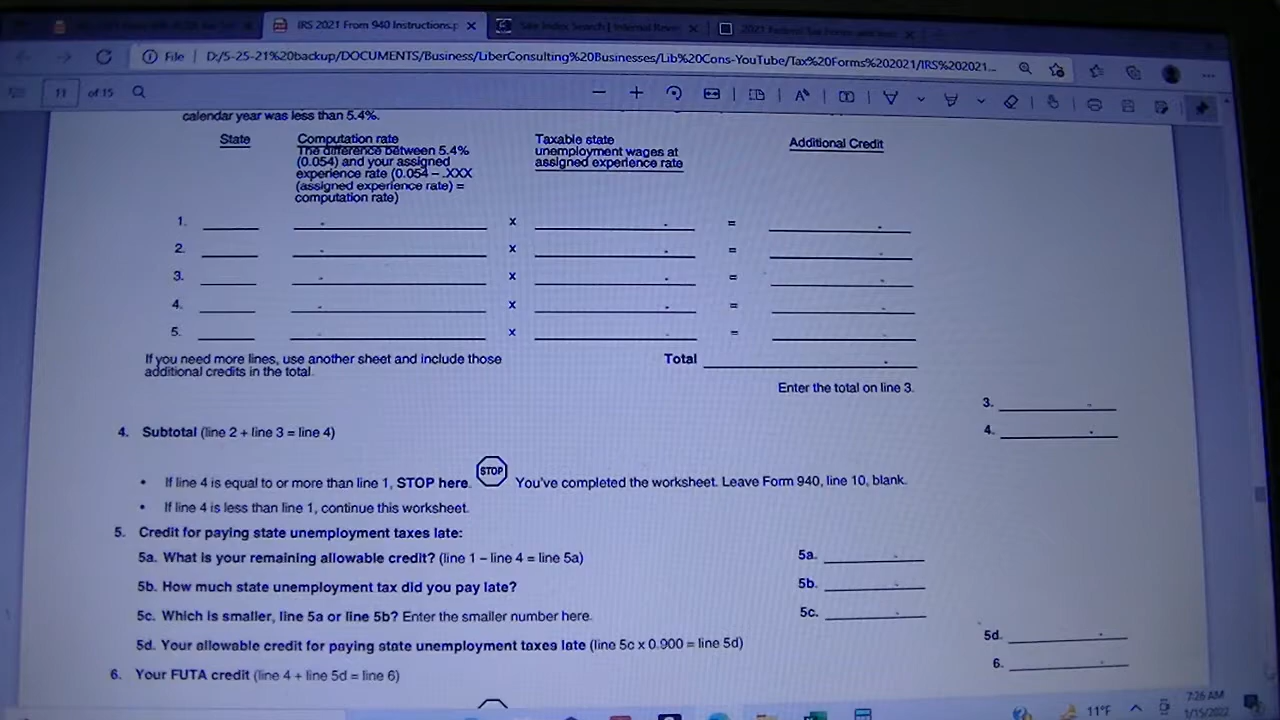 IRS 2021 From 940 Instructions.p
File D:/5-25-21%20backup/DOCUMENTS/Business/LiberConsulting%20Businesses/Lib%20Cons-YouTube/Tax%20Forms%202021/IRS%202021...
11 of 15
calendar year was less than 5.4%.
State Computation rate Taxable state Additional Credit
The difference between 5.4% unemployment wages at
(0.054) and your assigned assigned experience rate
experience rate (0.054 – .XXX
(assigned experience rate) =
computation rate)
1. . x . = .
2. . x . = .
3. . x . = .
4. . x . = .
5. . x . = .
If you need more lines, use another sheet and include those Total .
additional credits in the total.
Enter the total on line 3.
3. .
4. .
4. Subtotal (line 2 + line 3 = line 4)
• If line 4 is equal to or more than line 1, STOP here. STOP You've completed the worksheet. Leave Form 940, line 10, blank.
• If line 4 is less than line 1, continue this worksheet.
5. Credit for paying state unemployment taxes late:
5a. What is your remaining allowable credit? (line 1 – line 4 = line 5a) 5a. .
5b. How much state unemployment tax did you pay late? 5b. .
5c. Which is smaller, line 5a or line 5b? Enter the smaller number here. 5c. .
5d. Your allowable credit for paying state unemployment taxes late (line 5c x 0.900 = line 5d) 5d. .
6. Your FUTA credit (line 4 + line 5d = line 6) 6. .
11°F
7:26 AM
1/15/2022